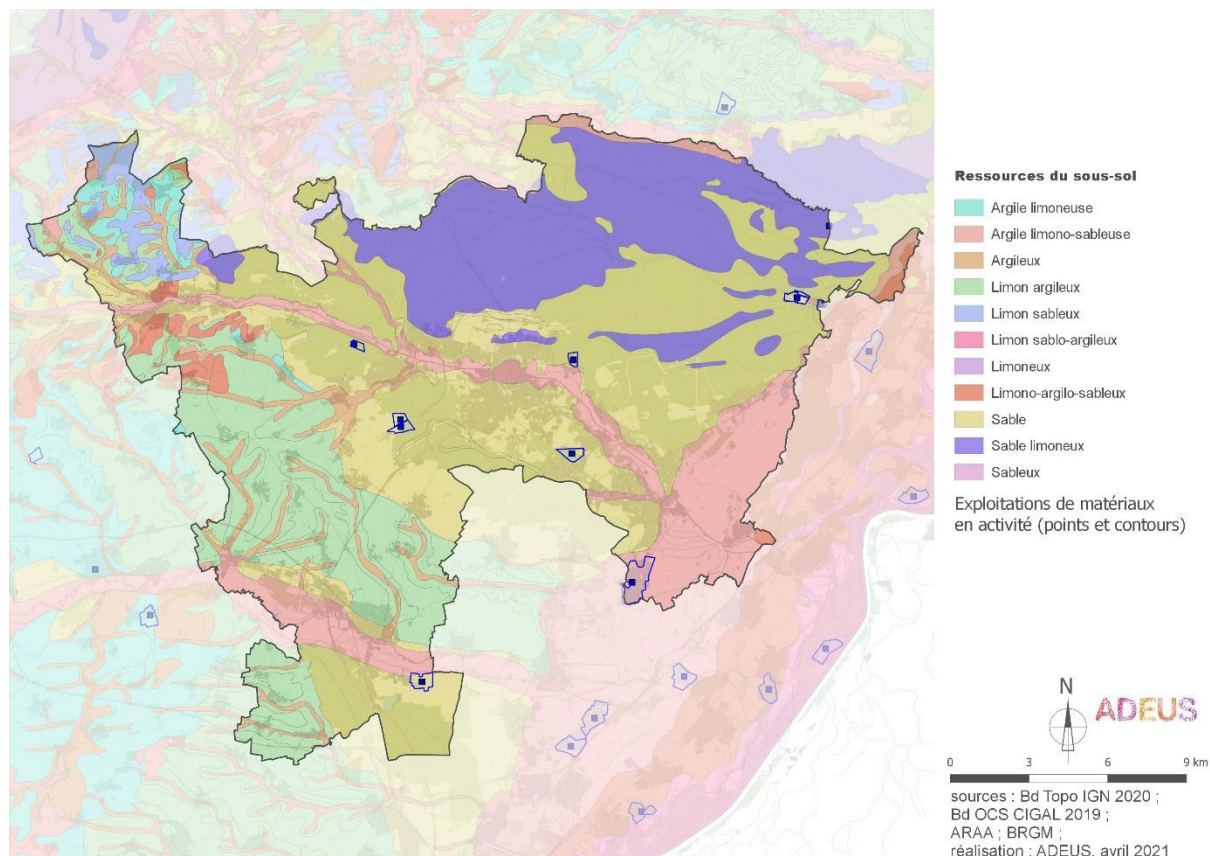 Ressources du sous-sol
Argile limoneuse
Argile limono-sableuse
Argileux
Limon argileux
Limon sableux
Limon sablo-argileux
Limoneux
Limono-argilo-sableux
Sable
Sable limoneux
Sableux
Exploitations de matériaux
en activité (points et contours)
N
ADEUS
0 3 6 9 km
sources : Bd Topo IGN 2020 ;
Bd OCS CIGAL 2019 ;
ARAA ; BRGM ;
réalisation : ADEUS, avril 2021